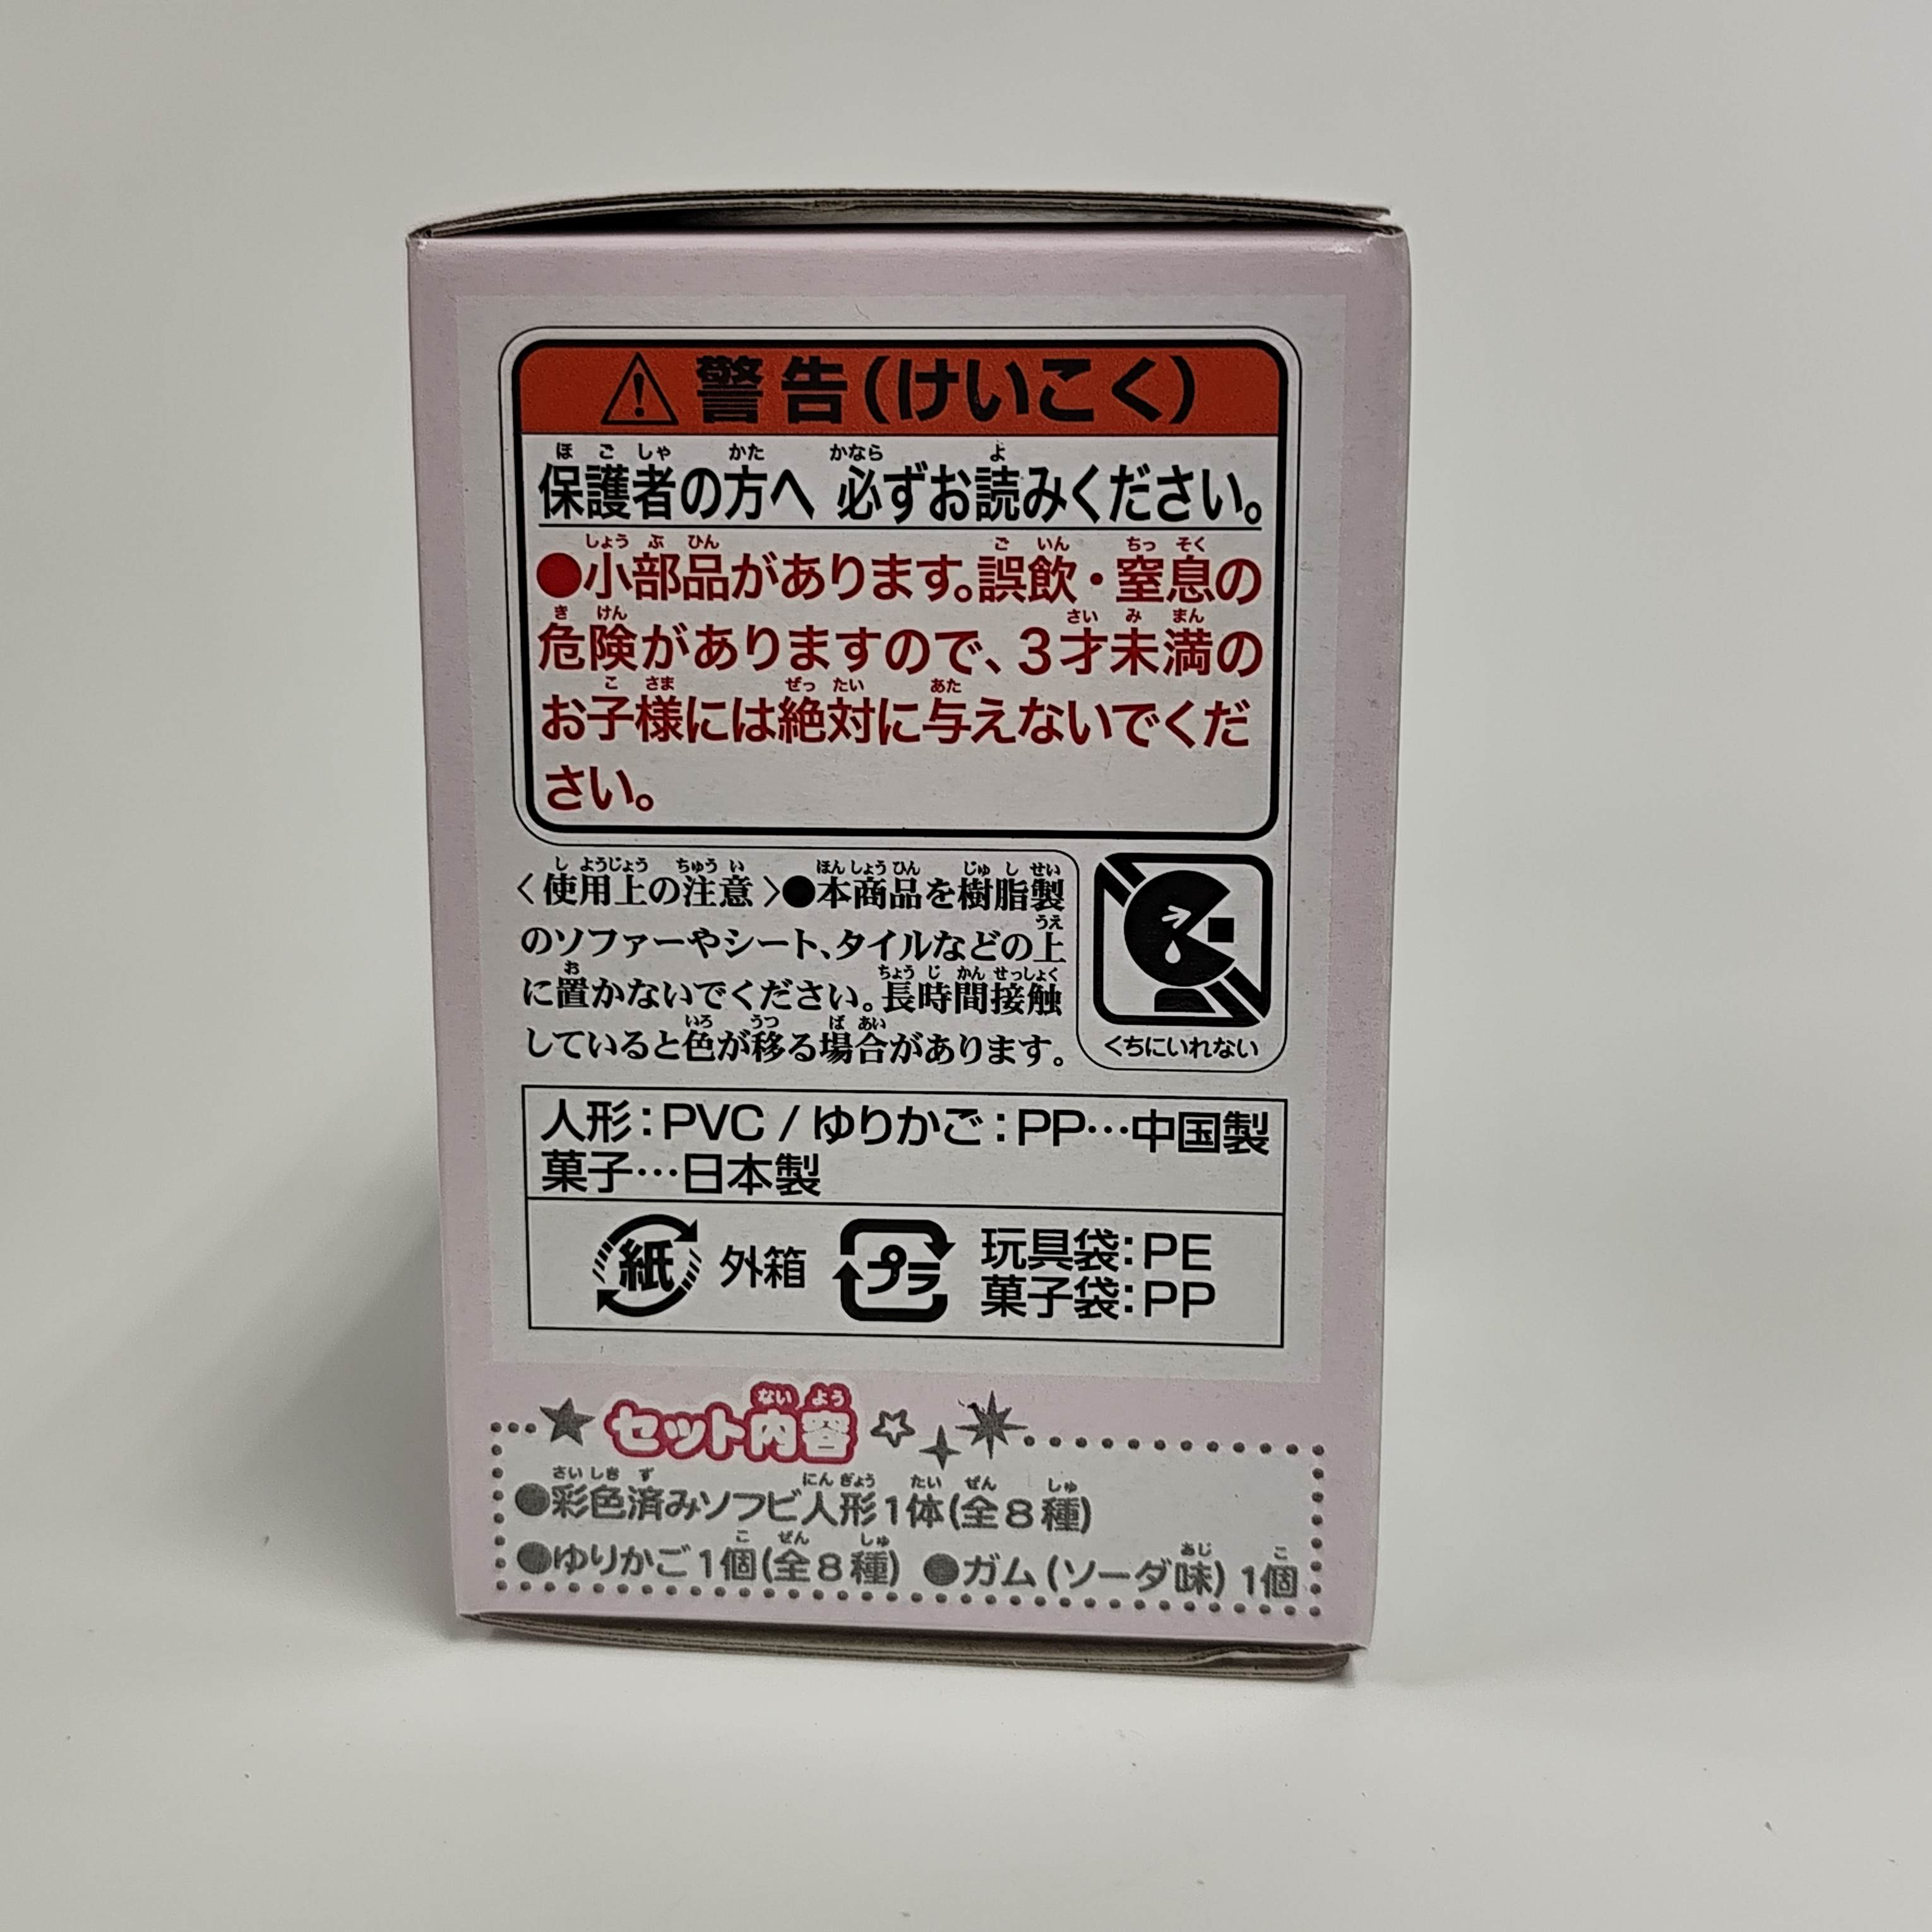 警告(けいこく)
保護者の方へ 必ずお読みください。
●小部品があります。誤飲・窒息の
危険がありますので、3才未満の
お子様には絶対に与えないでくだ
さい。
〈使用上の注意〉●本商品を樹脂製
のソファーやシート、タイルなどの上
に置かないでください。長時間接触
していると色が移る場合があります。
くちにいれない
人形:PVC / ゆりかご:PP…中国製
菓子…日本製
紙 外箱 プラ 玩具袋:PE
菓子袋:PP
セット内容
●彩色済みソフビ人形1体(全8種)
●ゆりかご1個(全8種) ●ガム(ソーダ味)1個